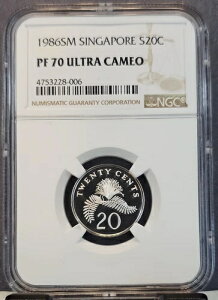 1986SM SINGAPORE S20C
PF 70 ULTRA CAMEO
4753228-006
NUMISMATIC GUARANTY CORPORATION
NGC
TWENTY CENTS
20